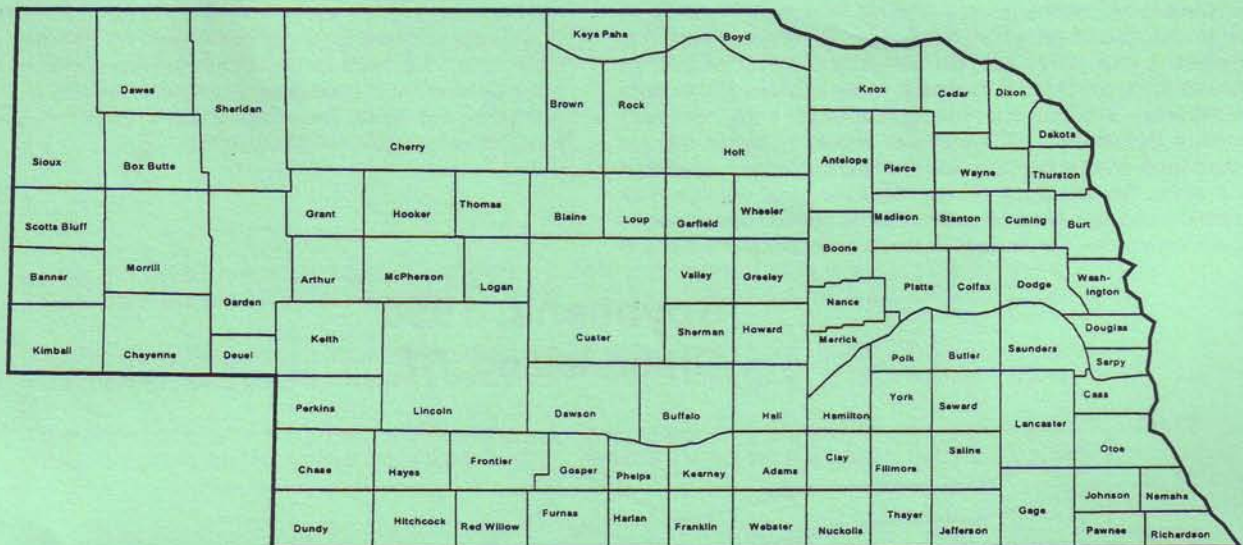 Keya Paha
Boyd
Dawes
Sheridan
Brown
Rock
Knox
Cedar
Dixon
Dakota
Sioux
Box Butte
Cherry
Holt
Antelope
Pierce
Wayne
Thurston
Scotts Bluff
Grant
Hooker
Thomas
Blaine
Loup
Garfield
Wheeler
Madison
Stanton
Cuming
Burt
Banner
Morrill
Garden
Arthur
McPherson
Logan
Valley
Greeley
Boone
Nance
Platte
Colfax
Dodge
Wash-
ington
Kimball
Cheyenne
Deuel
Keith
Custer
Sherman
Howard
Merrick
Polk
Butler
Saunders
Douglas
Sarpy
Perkins
Lincoln
Dawson
Buffalo
Hall
Hamilton
York
Seward
Lancaster
Cass
Otoe
Chase
Hayes
Frontier
Gosper
Phelps
Kearney
Adams
Clay
Fillmore
Saline
Dundy
Hitchcock
Red Willow
Furnas
Harlan
Franklin
Webster
Nuckolls
Thayer
Jefferson
Gage
Johnson
Nemaha
Pawnee
Richardson